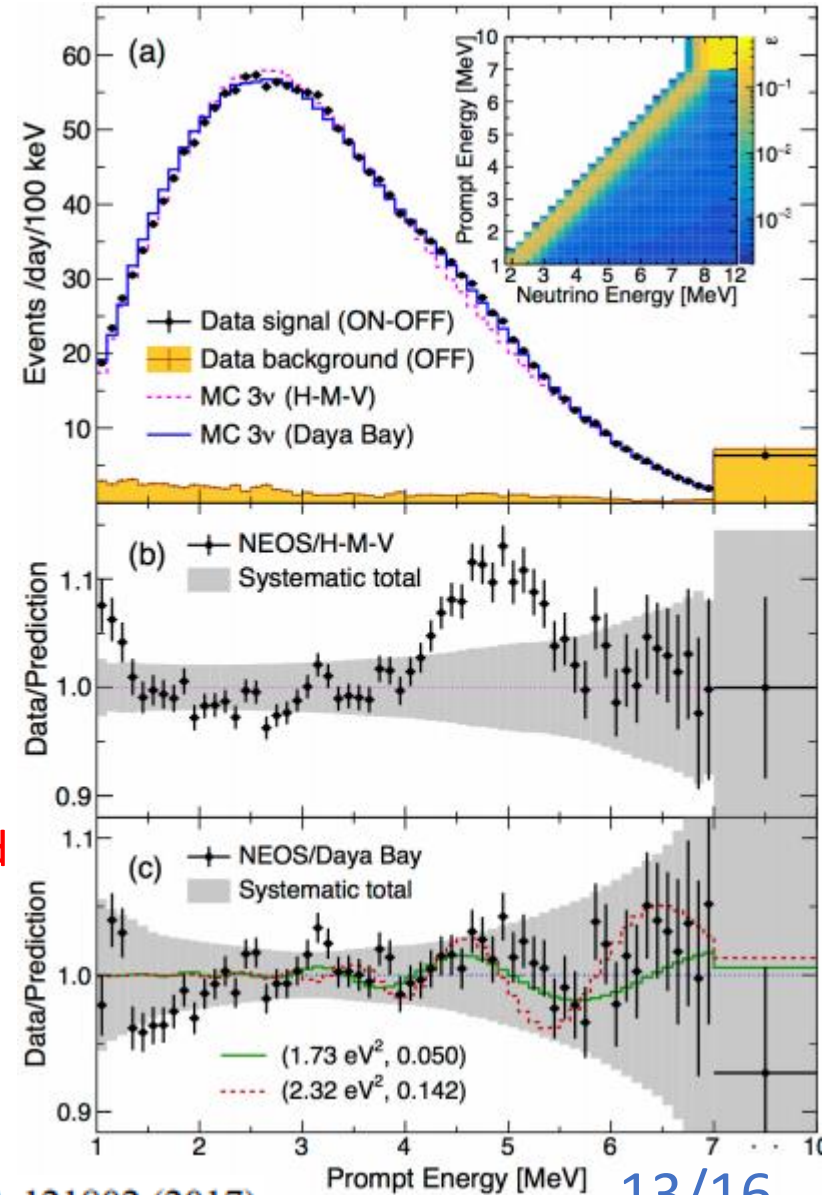 (a)
Events /day/100 keV
60
50
40
30
20
10
Data signal (ON-OFF)
Data background (OFF)
MC 3ν (H-M-V)
MC 3ν (Daya Bay)
Prompt Energy [MeV]
10
7
6
5
4
3
2
1
2 3 4 5 6 7 8 12
Neutrino Energy [MeV]
ε
10⁻¹
10⁻²
10⁻³
(b)
NEOS/H-M-V
Systematic total
Data/Prediction
1.1
1.0
0.9
(c)
NEOS/Daya Bay
Systematic total
Data/Prediction
1.1
1.0
0.9
(1.73 eV², 0.050)
(2.32 eV², 0.142)
1 2 3 4 5 6 7 10
Prompt Energy [MeV]
13/16